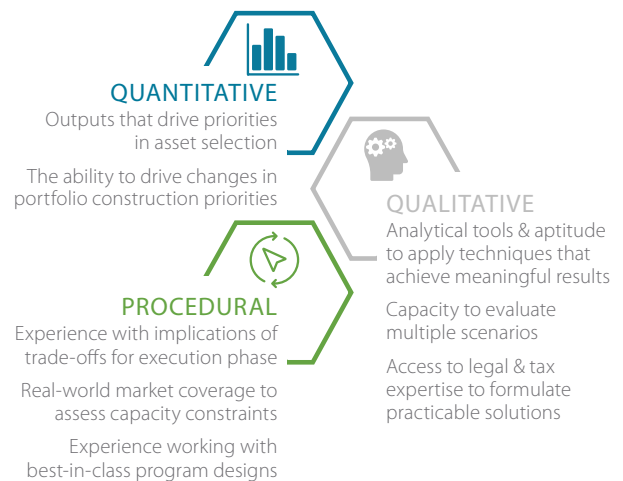 QUANTITATIVE
Outputs that drive priorities
in asset selection
The ability to drive changes in
portfolio construction priorities
QUALITATIVE
Analytical tools & aptitude
to apply techniques that
achieve meaningful results
Capacity to evaluate
multiple scenarios
Access to legal & tax
expertise to formulate
practicable solutions
PROCEDURAL
Experience with implications of
trade-offs for execution phase
Real-world market coverage to
assess capacity constraints
Experience working with
best-in-class program designs